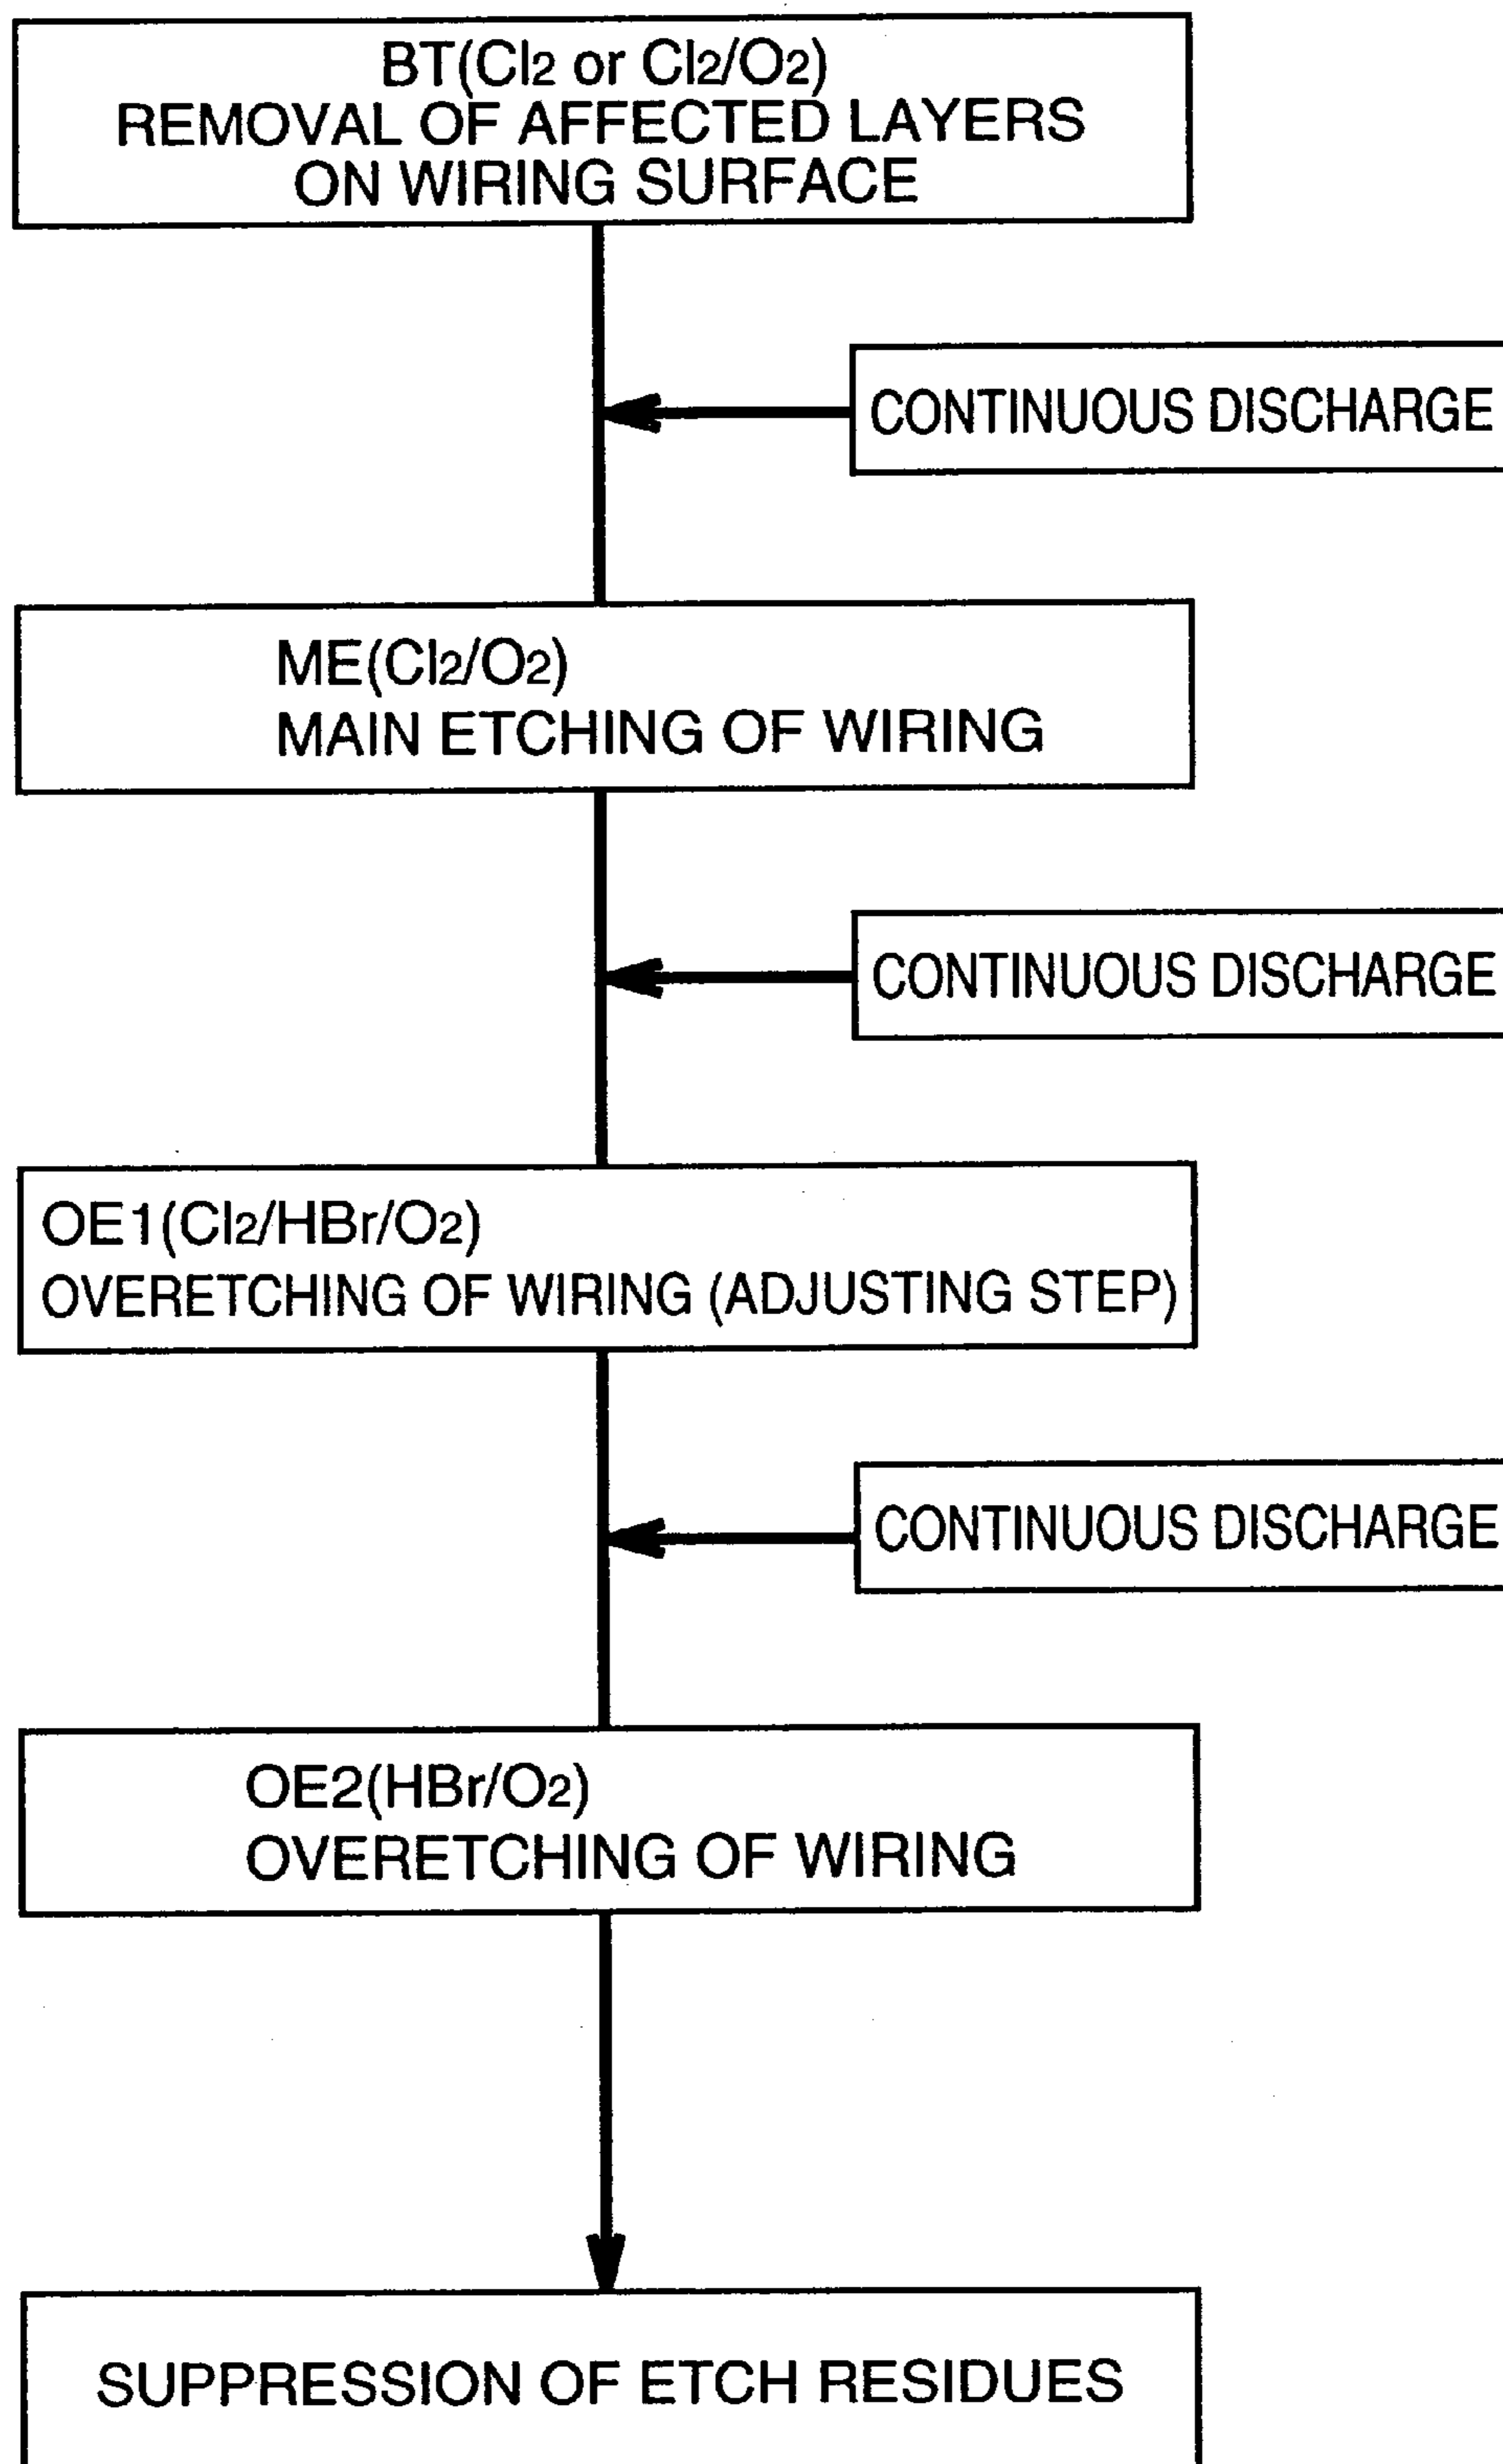 BT(Cl2 or Cl2/O2)
REMOVAL OF AFFECTED LAYERS
ON WIRING SURFACE
CONTINUOUS DISCHARGE
ME(Cl2/O2)
MAIN ETCHING OF WIRING
CONTINUOUS DISCHARGE
OE1(Cl2/HBr/O2)
OVERETCHING OF WIRING (ADJUSTING STEP)
CONTINUOUS DISCHARGE
OE2(HBr/O2)
OVERETCHING OF WIRING
SUPPRESSION OF ETCH RESIDUES